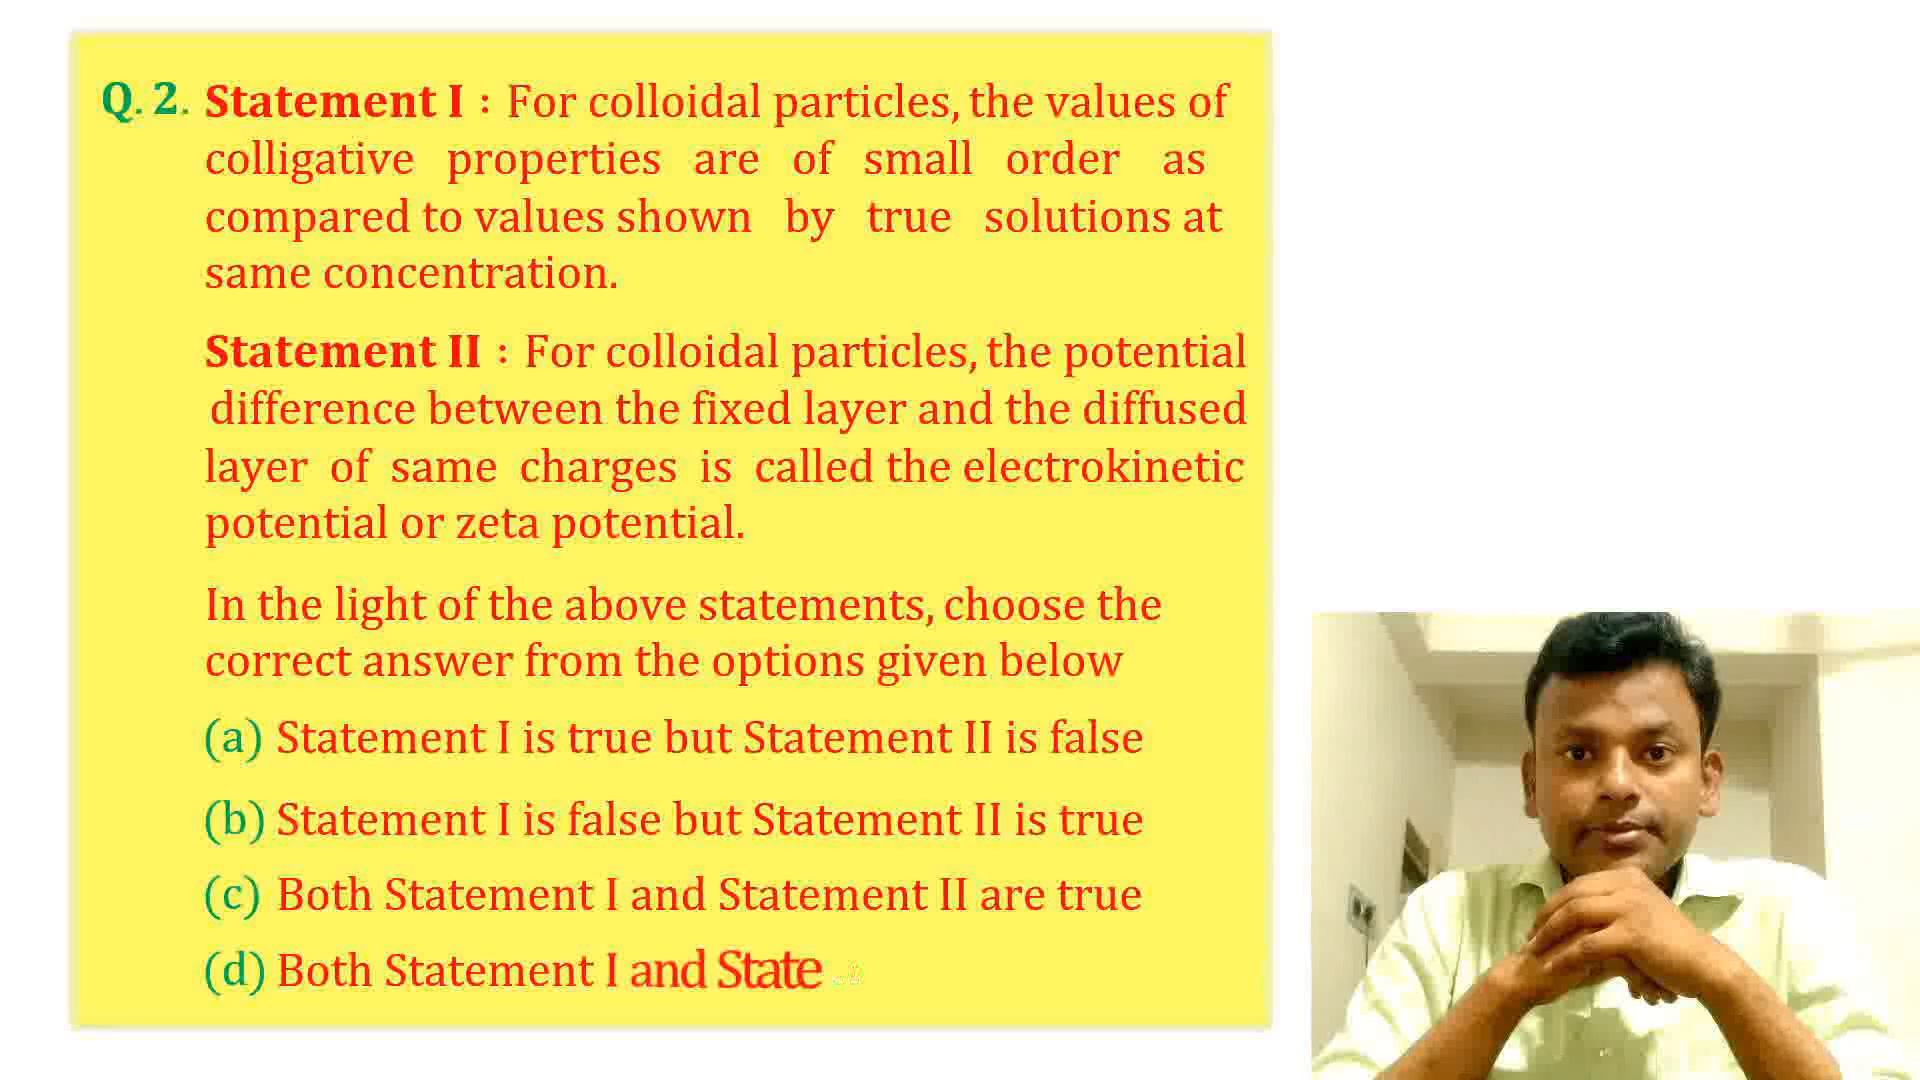 Q. 2. Statement I : For colloidal particles, the values of
colligative properties are of small order as
compared to values shown by true solutions at
same concentration.
Statement II : For colloidal particles, the potential
difference between the fixed layer and the diffused
layer of same charges is called the electrokinetic
potential or zeta potential.
In the light of the above statements, choose the
correct answer from the options given below
(a) Statement I is true but Statement II is false
(b) Statement I is false but Statement II is true
(c) Both Statement I and Statement II are true
(d) Both Statement I and State